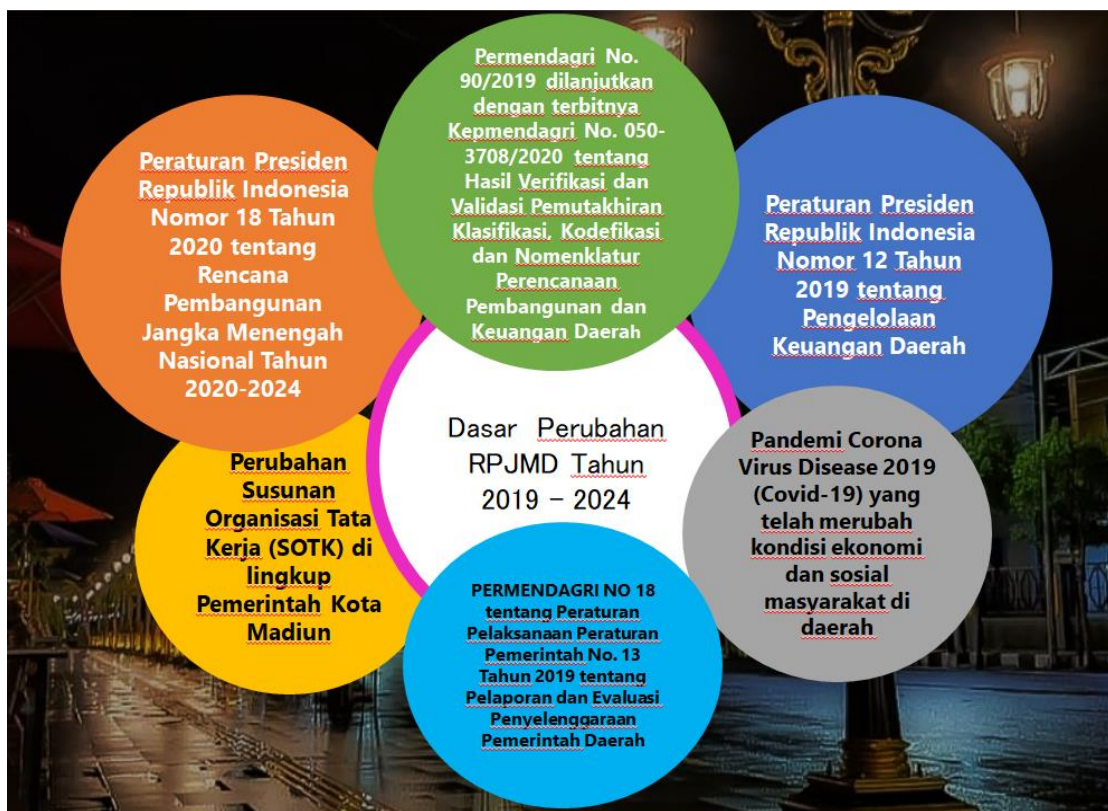 Permendagri No.
90/2019 dilanjutkan
dengan terbitnya
Kepmendagri No. 050-
3708/2020 tentang
Hasil Verifikasi dan
Validasi Pemutakhiran
Klasifikasi, Kodefikasi
dan Nomenklatur
Perencanaan
Pembangunan dan
Keuangan Daerah
Peraturan Presiden
Republik Indonesia
Nomor 18 Tahun
2020 tentang
Rencana
Pembangunan
Jangka Menengah
Nasional Tahun
2020-2024
Peraturan Presiden
Republik Indonesia
Nomor 12 Tahun
2019 tentang
Pengelolaan
Keuangan Daerah
Dasar Perubahan
RPJMD Tahun
2019 – 2024
Perubahan
Susunan
Organisasi Tata
Kerja (SOTK) di
lingkup
Pemerintah Kota
Madiun
Pandemi Corona
Virus Disease 2019
(Covid-19) yang
telah merubah
kondisi ekonomi
dan sosial
masyarakat di
daerah
PERMENDAGRI NO 18
tentang Peraturan
Pelaksanaan Peraturan
Pemerintah No. 13
Tahun 2019 tentang
Pelaporan dan Evaluasi
Penyelenggaraan
Pemerintah Daerah